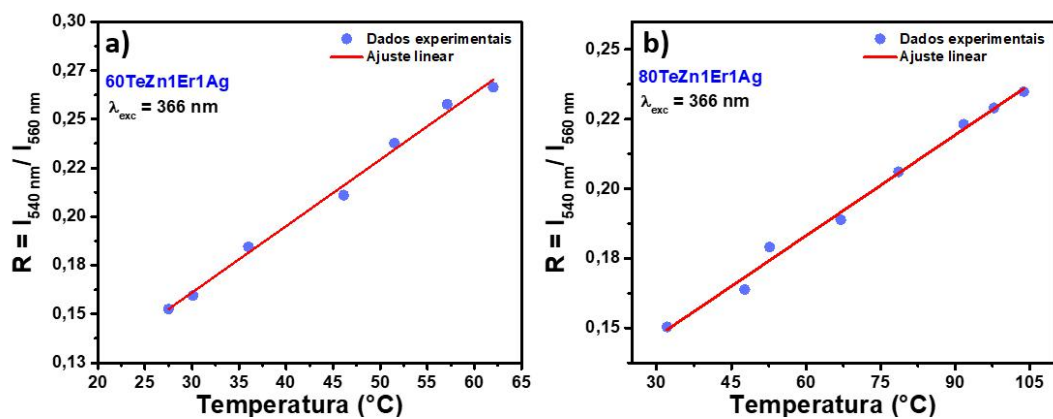 a)
Dados experimentais
Ajuste linear
60TeZn1Er1Ag
λexc = 366 nm
R = I540 nm / I560 nm
0,30
0,27
0,25
0,22
0,20
0,18
0,15
0,13
20 25 30 35 40 45 50 55 60 65
Temperatura (°C)
b)
Dados experimentais
Ajuste linear
80TeZn1Er1Ag
λexc = 366 nm
R = I540 nm / I560 nm
0,25
0,22
0,20
0,18
0,15
30 45 60 75 90 105
Temperatura (°C)